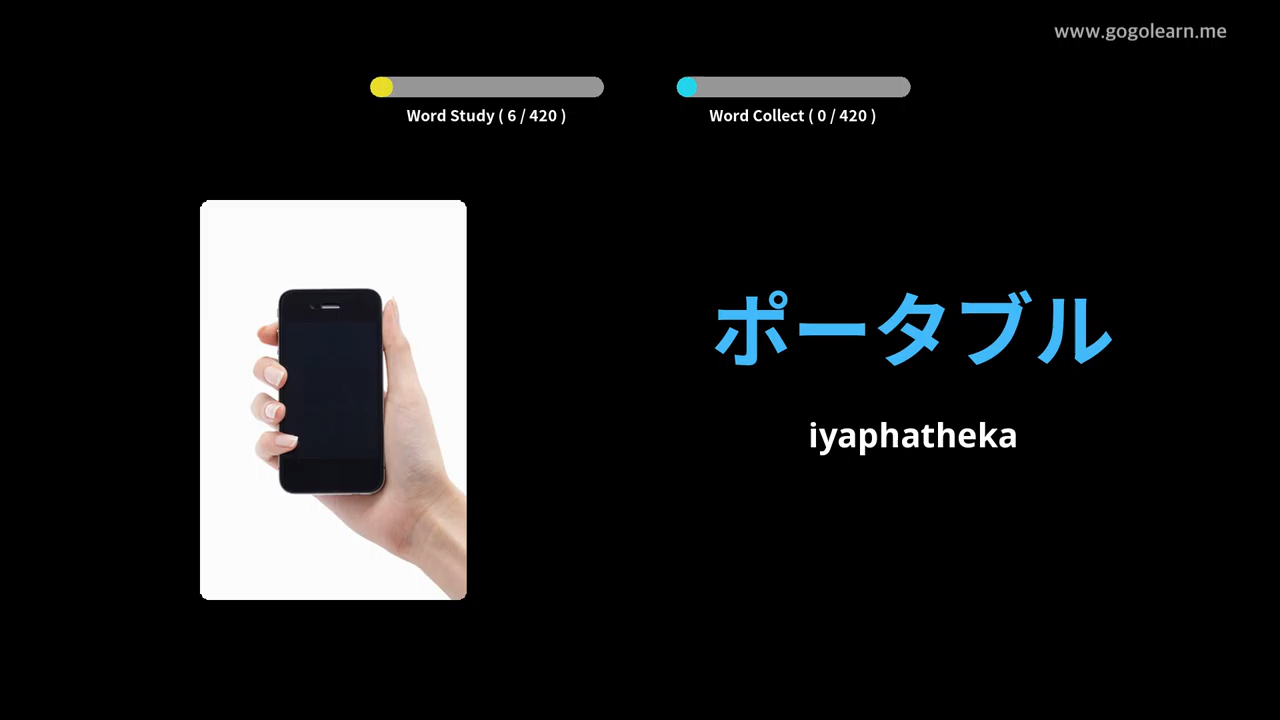 www.gogolearn.me
Word Study ( 6 / 420 )
Word Collect ( 0 / 420 )
ポータブル
iyaphatheka